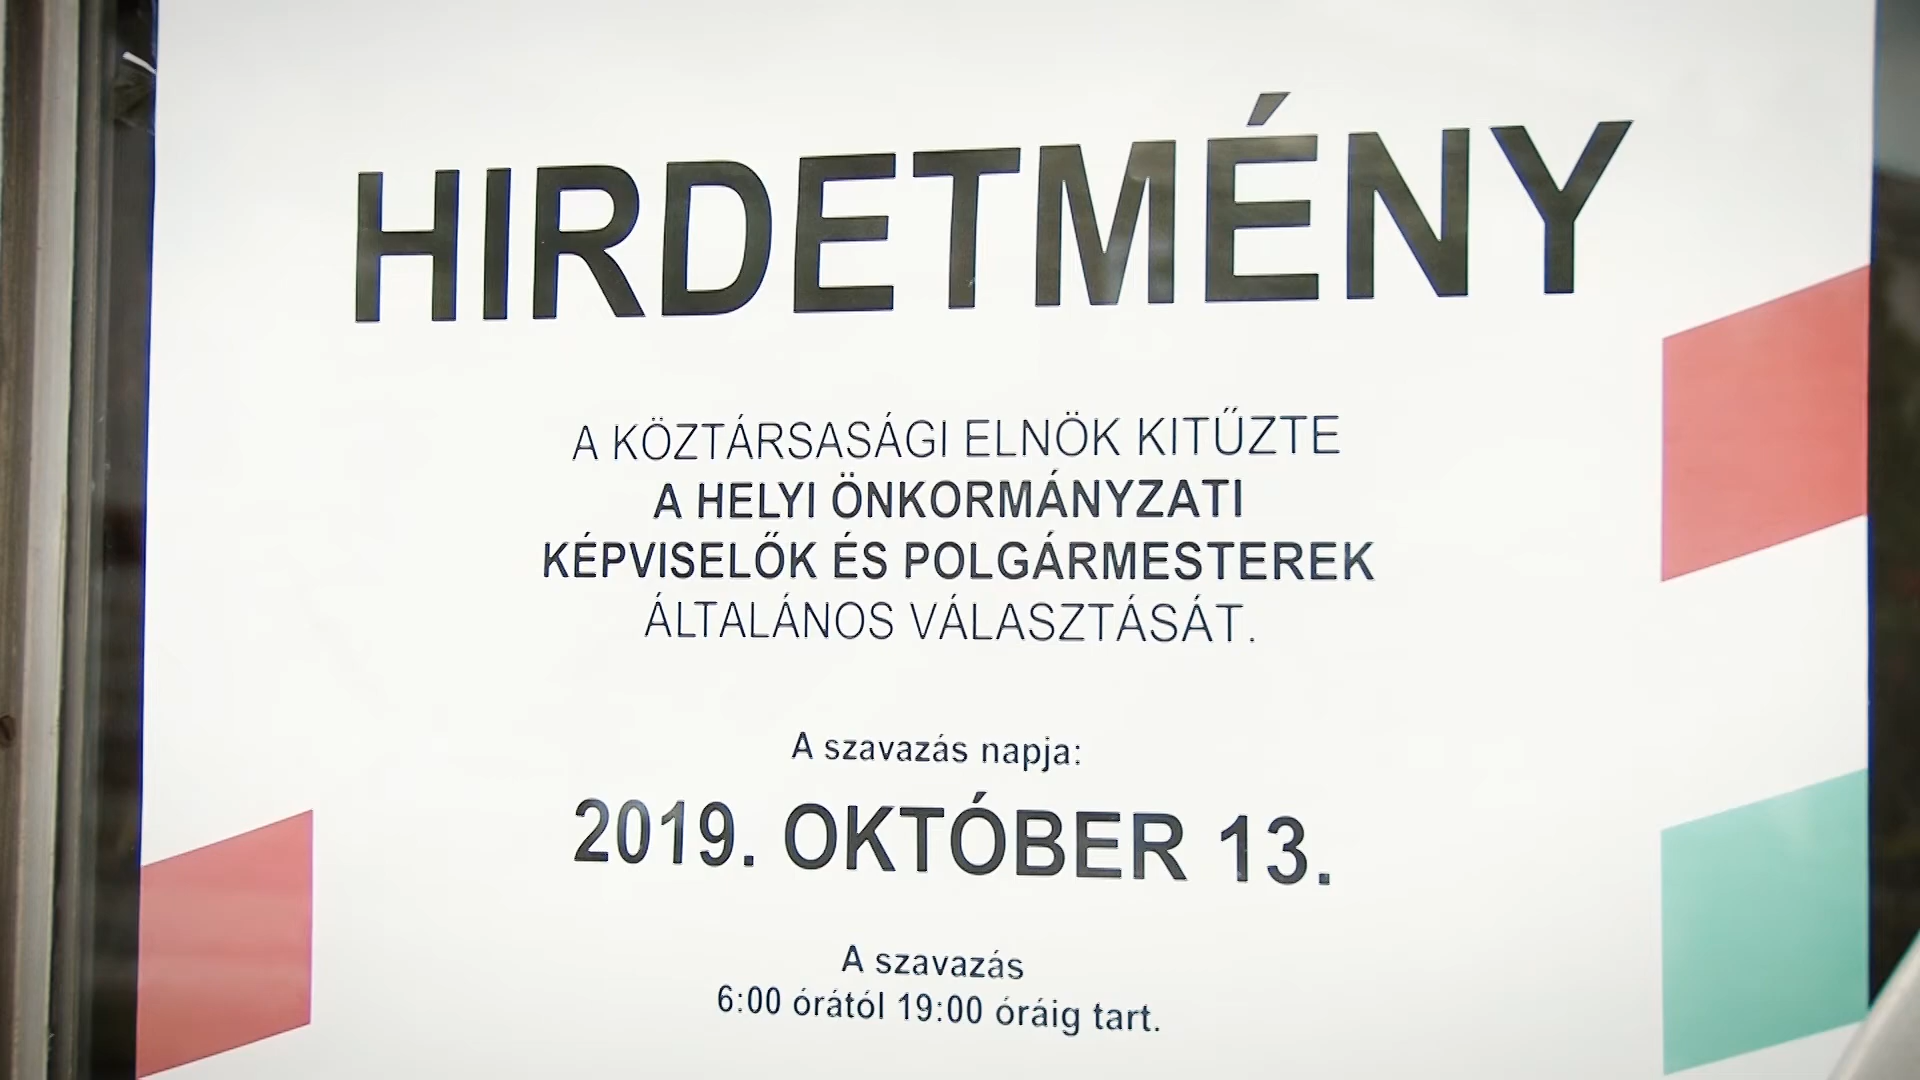 HIRDETMÉNY
A KÖZTÁRSASÁGI ELNÖK KITŰZTE
A HELYI ÖNKORMÁNYZATI
KÉPVISELŐK ÉS POLGÁRMESTEREK
ÁLTALÁNOS VÁLASZTÁSÁT.
A szavazás napja:
2019. OKTÓBER 13.
A szavazás
6:00 órától 19:00 óráig tart.